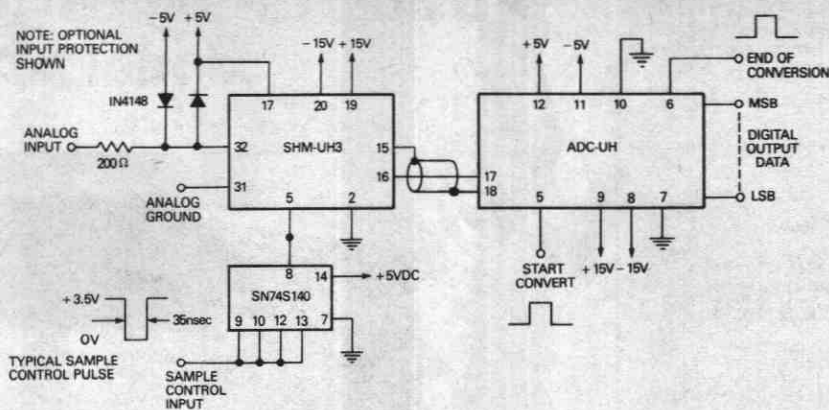 NOTE: OPTIONAL
INPUT PROTECTION
SHOWN
−5V +5V
IN4148
ANALOG
INPUT
200Ω
31
ANALOG
GROUND
32
17
20
19
−15V +15V
SHM-UH3
15
16
5
2
8
14
+5VDC
SN74S140
9
10
12
13
7
+3.5V
0V
35nsec
TYPICAL SAMPLE
CONTROL PULSE
SAMPLE
CONTROL
INPUT
+5V
−5V
12
11
10
6
ADC-UH
17
18
5
9
8
7
START
CONVERT
+15V −15V
END OF
CONVERSION
MSB
DIGITAL
OUTPUT
DATA
LSB